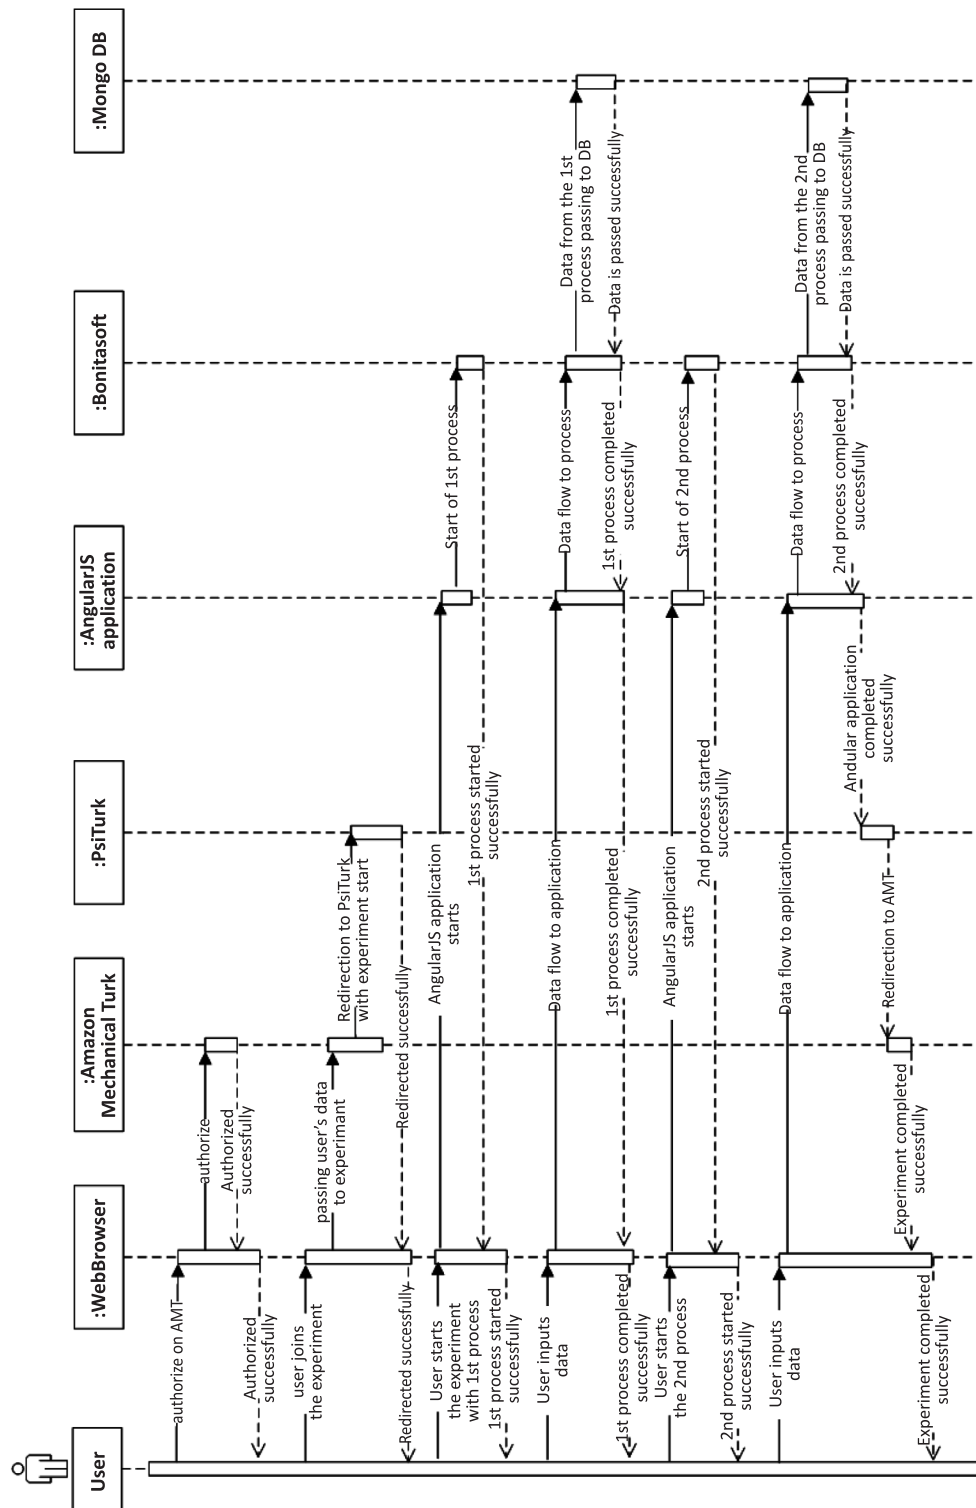 User
:WebBrowser
:Amazon
Mechanical Turk
:PsiTurk
:AngularJS
application
:Bonitasoft
:Mongo DB
authorize on AMT
authorize
Authorized
successfully
Authorized
successfully
user joins
the experiment
passing user's data
to experimant
Redirection to PsiTurk
with experiment start
Redirected successfully
Redirected successfully
User starts
the experiment
with 1st process
AngularJS application
starts
Start of 1st process
1st process started
successfully
1st process started
successfully
User inputs
data
Data flow to application
Data flow to process
Data from the 1st
process passing to DB
Data is passed successfully
1st process completed
successfully
1st process completed
successfully
1st process completed
successfully
User starts
the 2nd process
AngularJS application
starts
Start of 2nd process
2nd process started
successfully
2nd process started
successfully
User inputs
data
Data flow to application
Data flow to process
Data from the 2nd
process passing to DB
Data is passed successfully
2nd process completed
successfully
Andular application
completed
successfully
Redirection to AMT
Experiment completed
successfully
Experiment completed
successfully